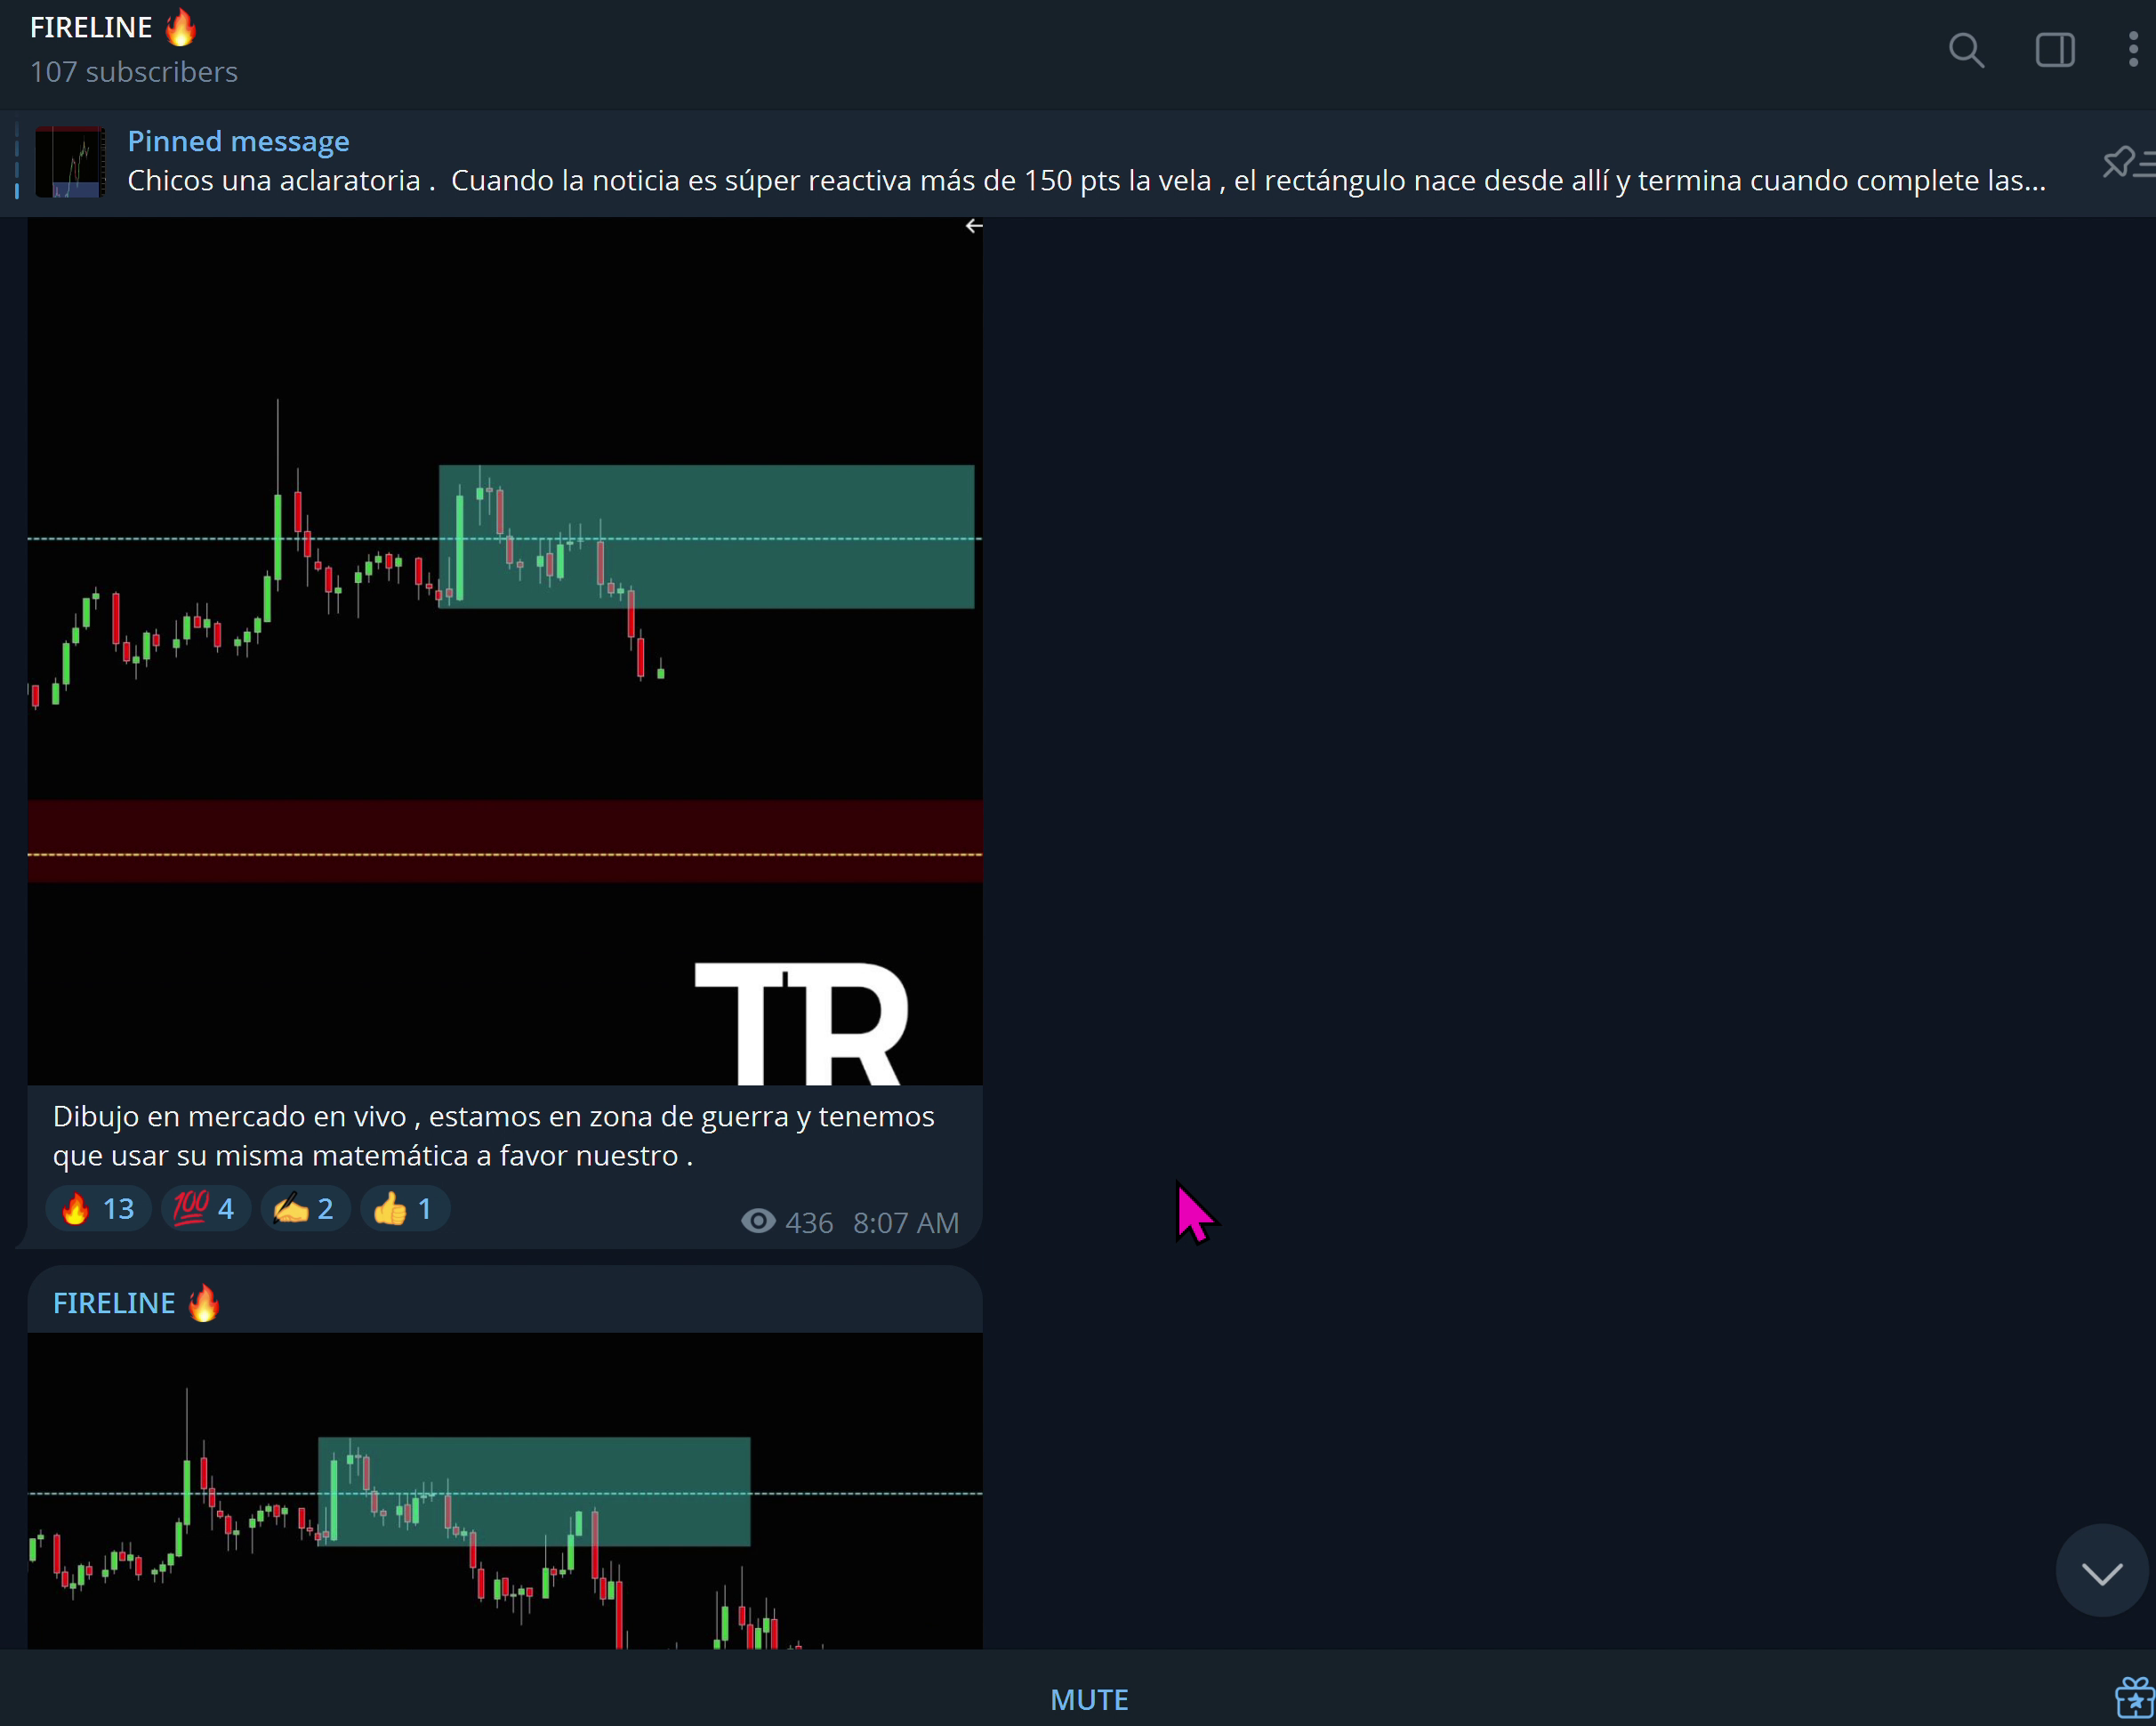 FIRELINE 🔥
107 subscribers
Pinned message
Chicos una aclaratoria .  Cuando la noticia es súper reactiva más de 150 pts la vela , el rectángulo nace desde allí y termina cuando complete las...
TR
Dibujo en mercado en vivo , estamos en zona de guerra y tenemos
que usar su misma matemática a favor nuestro .
🔥 13 💯 4 ✍️ 2 👍 1
436 8:07 AM
FIRELINE 🔥
MUTE